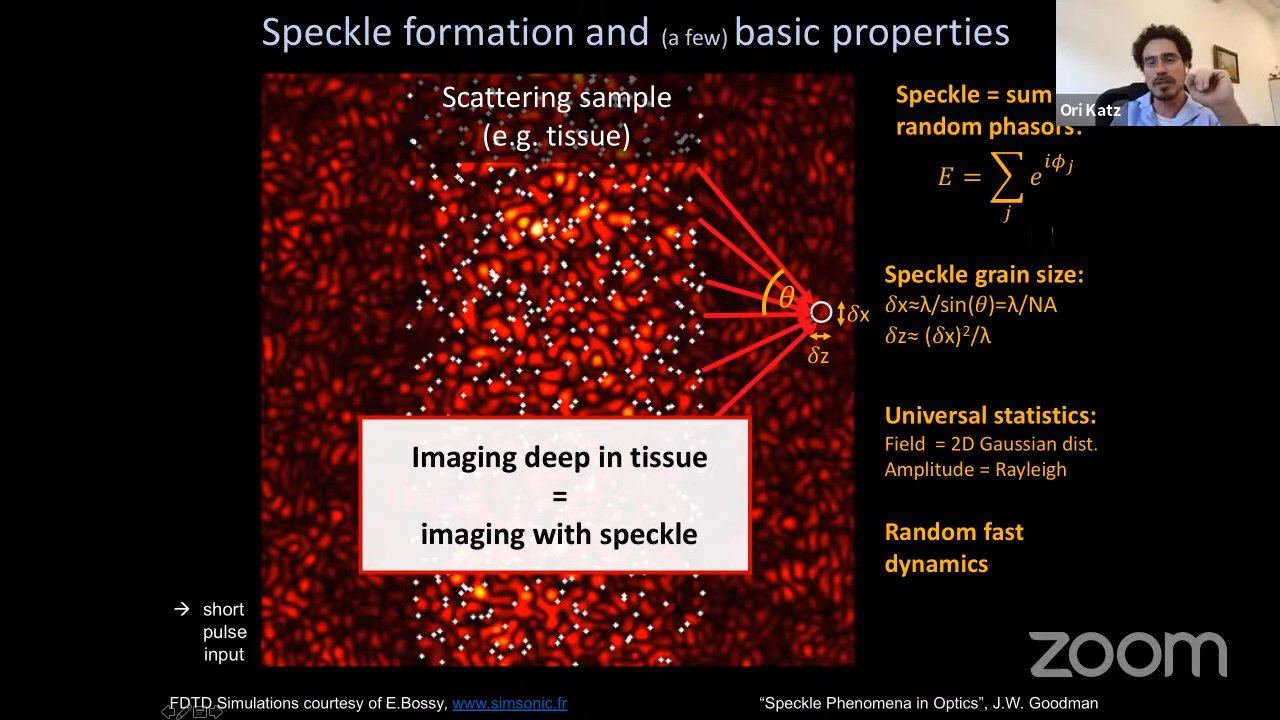 Speckle formation and (a few) basic properties
Scattering sample
(e.g. tissue)
Speckle = sum
random phasors:
Ori Katz
E = ∑ e^{iϕ_j}
j
θ
δx
δz
Speckle grain size:
δx≈λ/sin(θ)=λ/NA
δz≈ (δx)²/λ
Universal statistics:
Field = 2D Gaussian dist.
Amplitude = Rayleigh
Imaging deep in tissue
=
imaging with speckle
Random fast
dynamics
→ short
pulse
input
zoom
FDTD Simulations courtesy of E.Bossy, www.simsonic.fr
“Speckle Phenomena in Optics”, J.W. Goodman